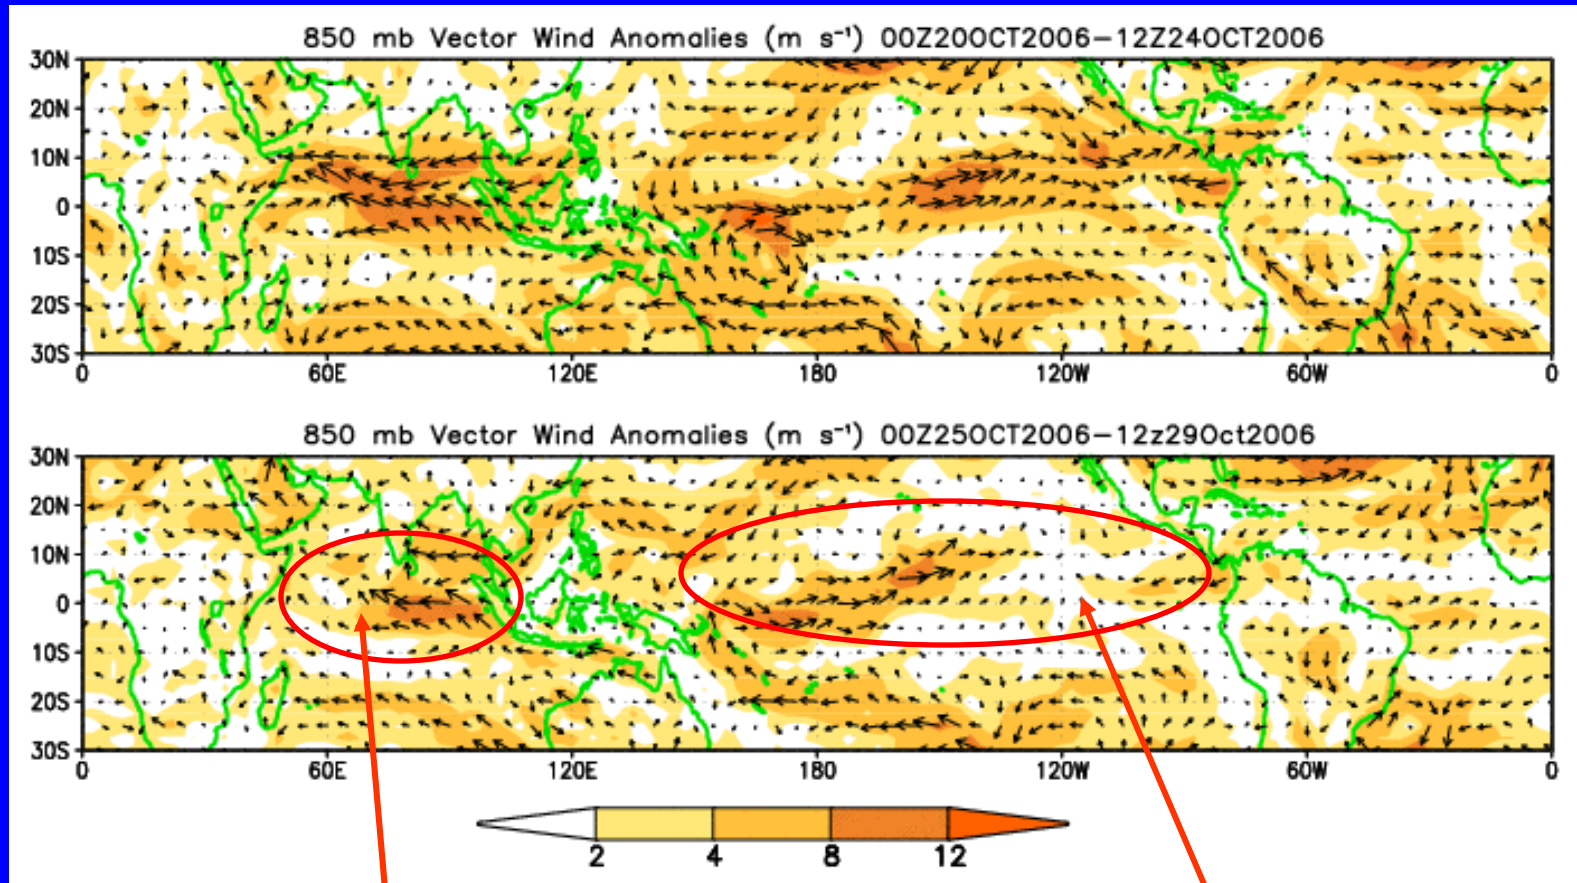 850 mb Vector Wind Anomalies (m s⁻¹) 00Z20OCT2006-12Z24OCT2006
30N
20N
10N
0
10S
20S
30S
0 60E 120E 180 120W 60W 0
850 mb Vector Wind Anomalies (m s⁻¹) 00Z25OCT2006-12z29Oct2006
30N
20N
10N
0
10S
20S
30S
0 60E 120E 180 120W 60W 0
2 4 8 12